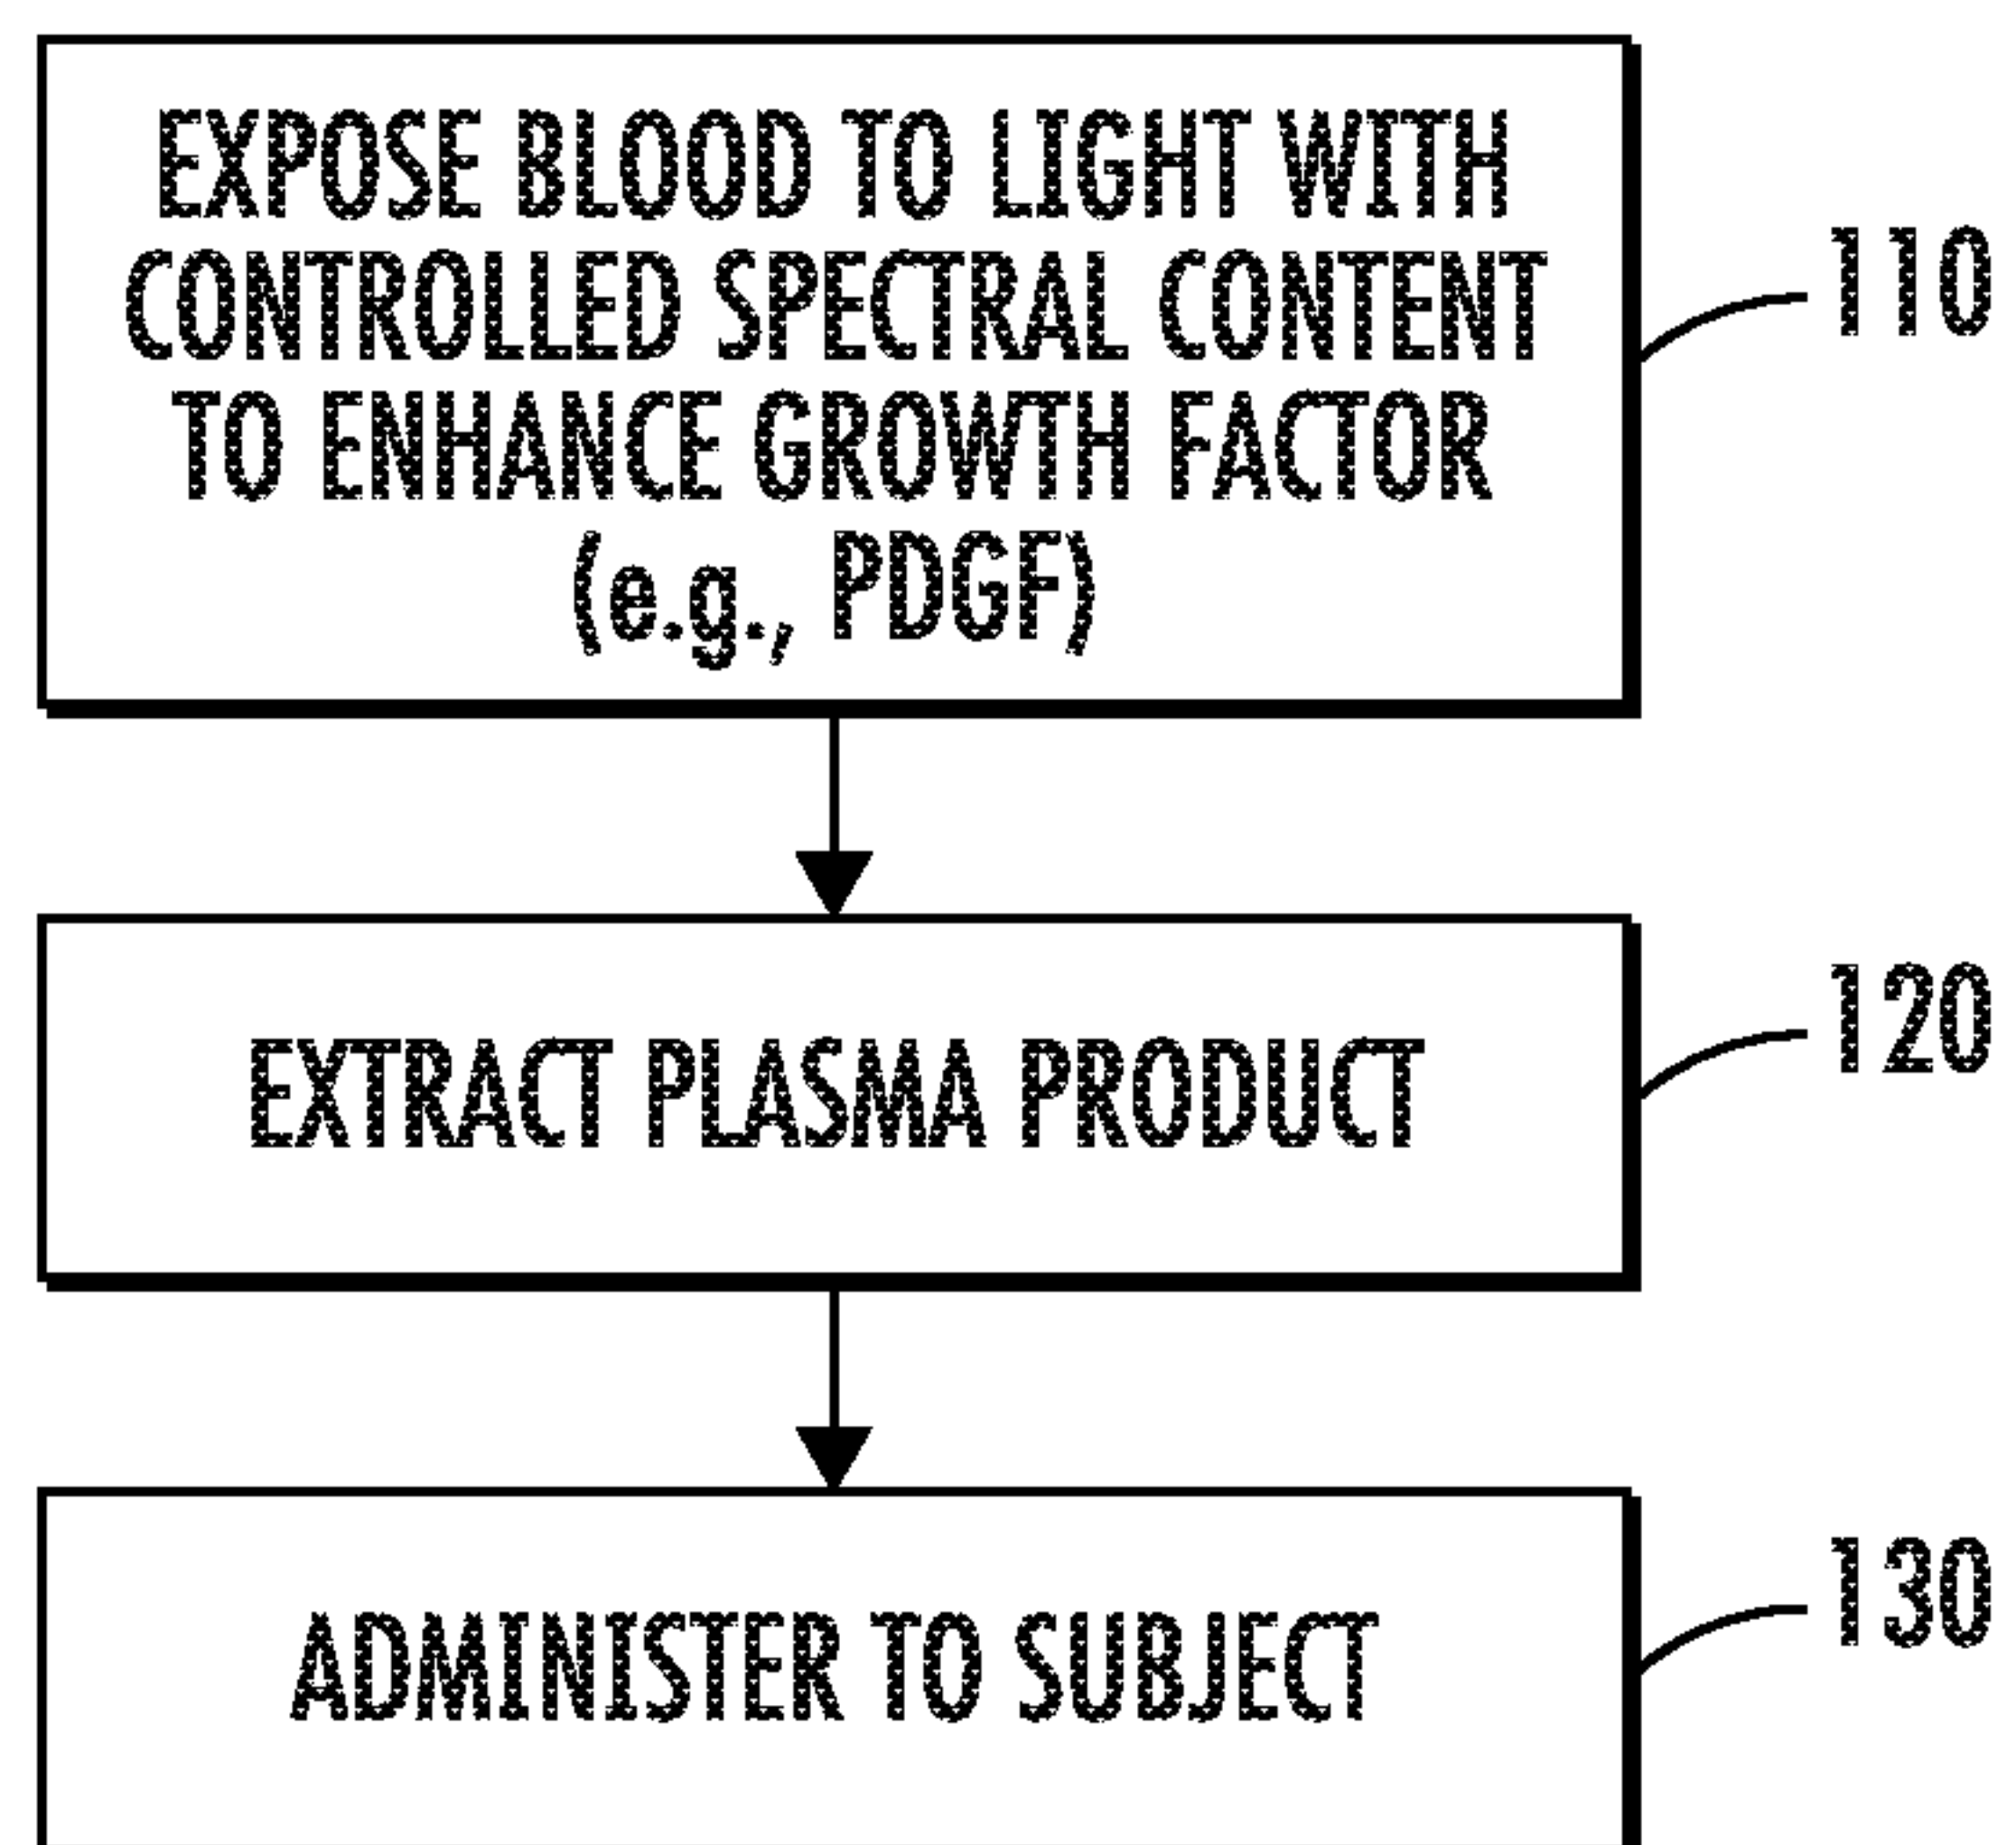 EXPOSE BLOOD TO LIGHT WITH
CONTROLLED SPECTRAL CONTENT
TO ENHANCE GROWTH FACTOR
(e.g., PDGF)
110
EXTRACT PLASMA PRODUCT
120
ADMINISTER TO SUBJECT
130